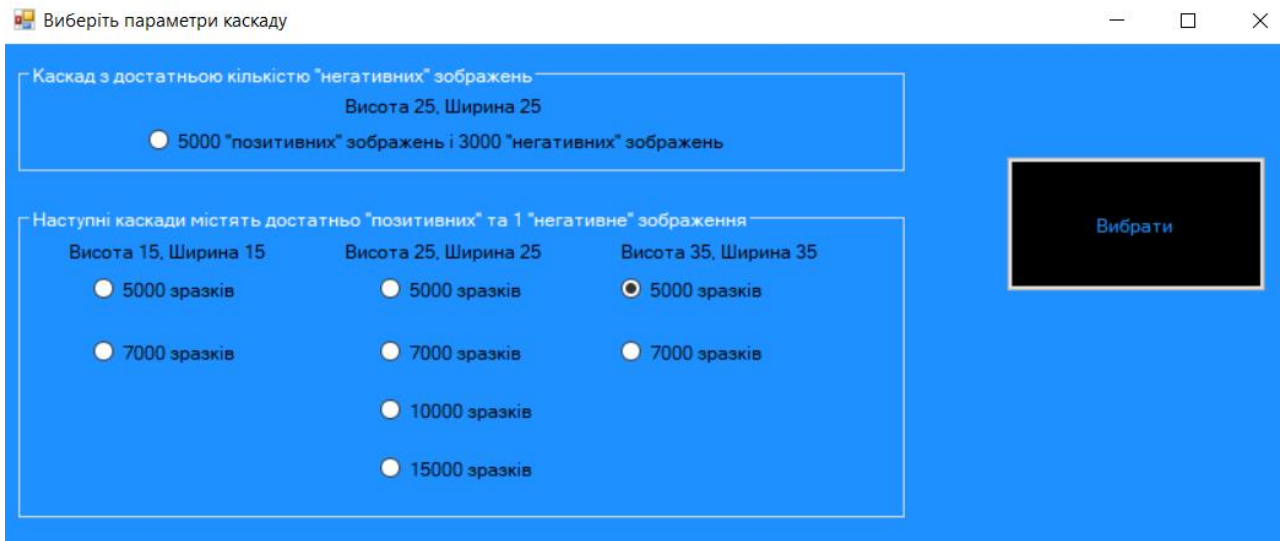 Виберіть параметри каскаду
Каскад з достатньою кількістю "негативних" зображень
Висота 25, Ширина 25
5000 "позитивних" зображень і 3000 "негативних" зображень
Вибрати
Наступні каскади містять достатньо "позитивних" та 1 "негативне" зображення
Висота 15, Ширина 15 Висота 25, Ширина 25 Висота 35, Ширина 35
5000 зразків 5000 зразків 5000 зразків
7000 зразків 7000 зразків 7000 зразків
10000 зразків
15000 зразків